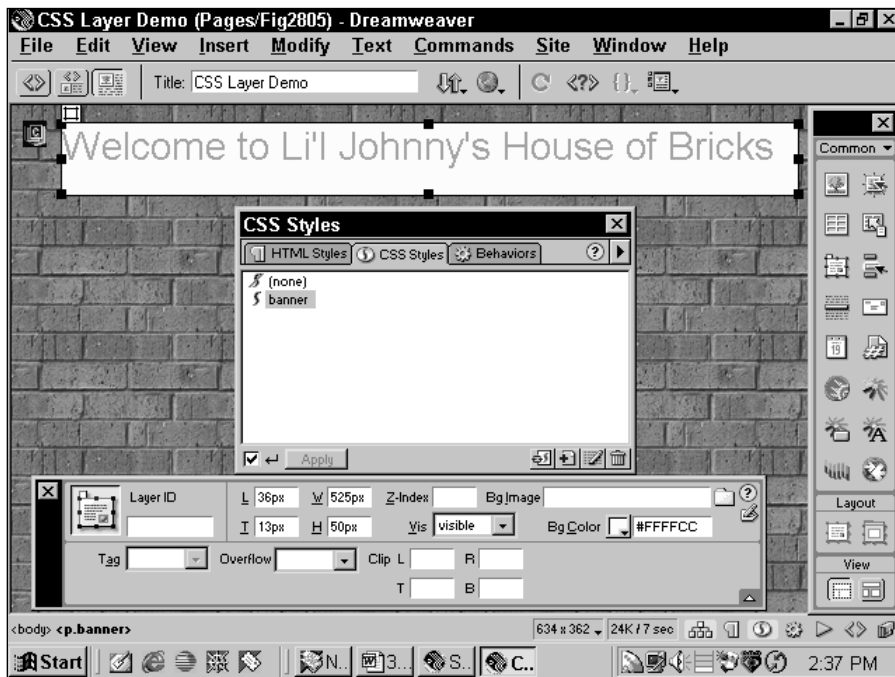 CSS Layer Demo (Pages/Fig2805) - Dreamweaver
File Edit View Insert Modify Text Commands Site Window Help
Title: CSS Layer Demo
Welcome to Li'l Johnny's House of Bricks
Common
CSS Styles
HTML Styles CSS Styles Behaviors
(none)
banner
Apply
Layer ID L 36px W 525px Z-Index Bg Image
T 13px H 50px Vis visible Bg Color #FFFFCC
Tag Overflow Clip L R
T B
Layout
View
<body> <p.banner> 634 x 362 24K / 7 sec
Start N.. 3... S... C.. 2:37 PM